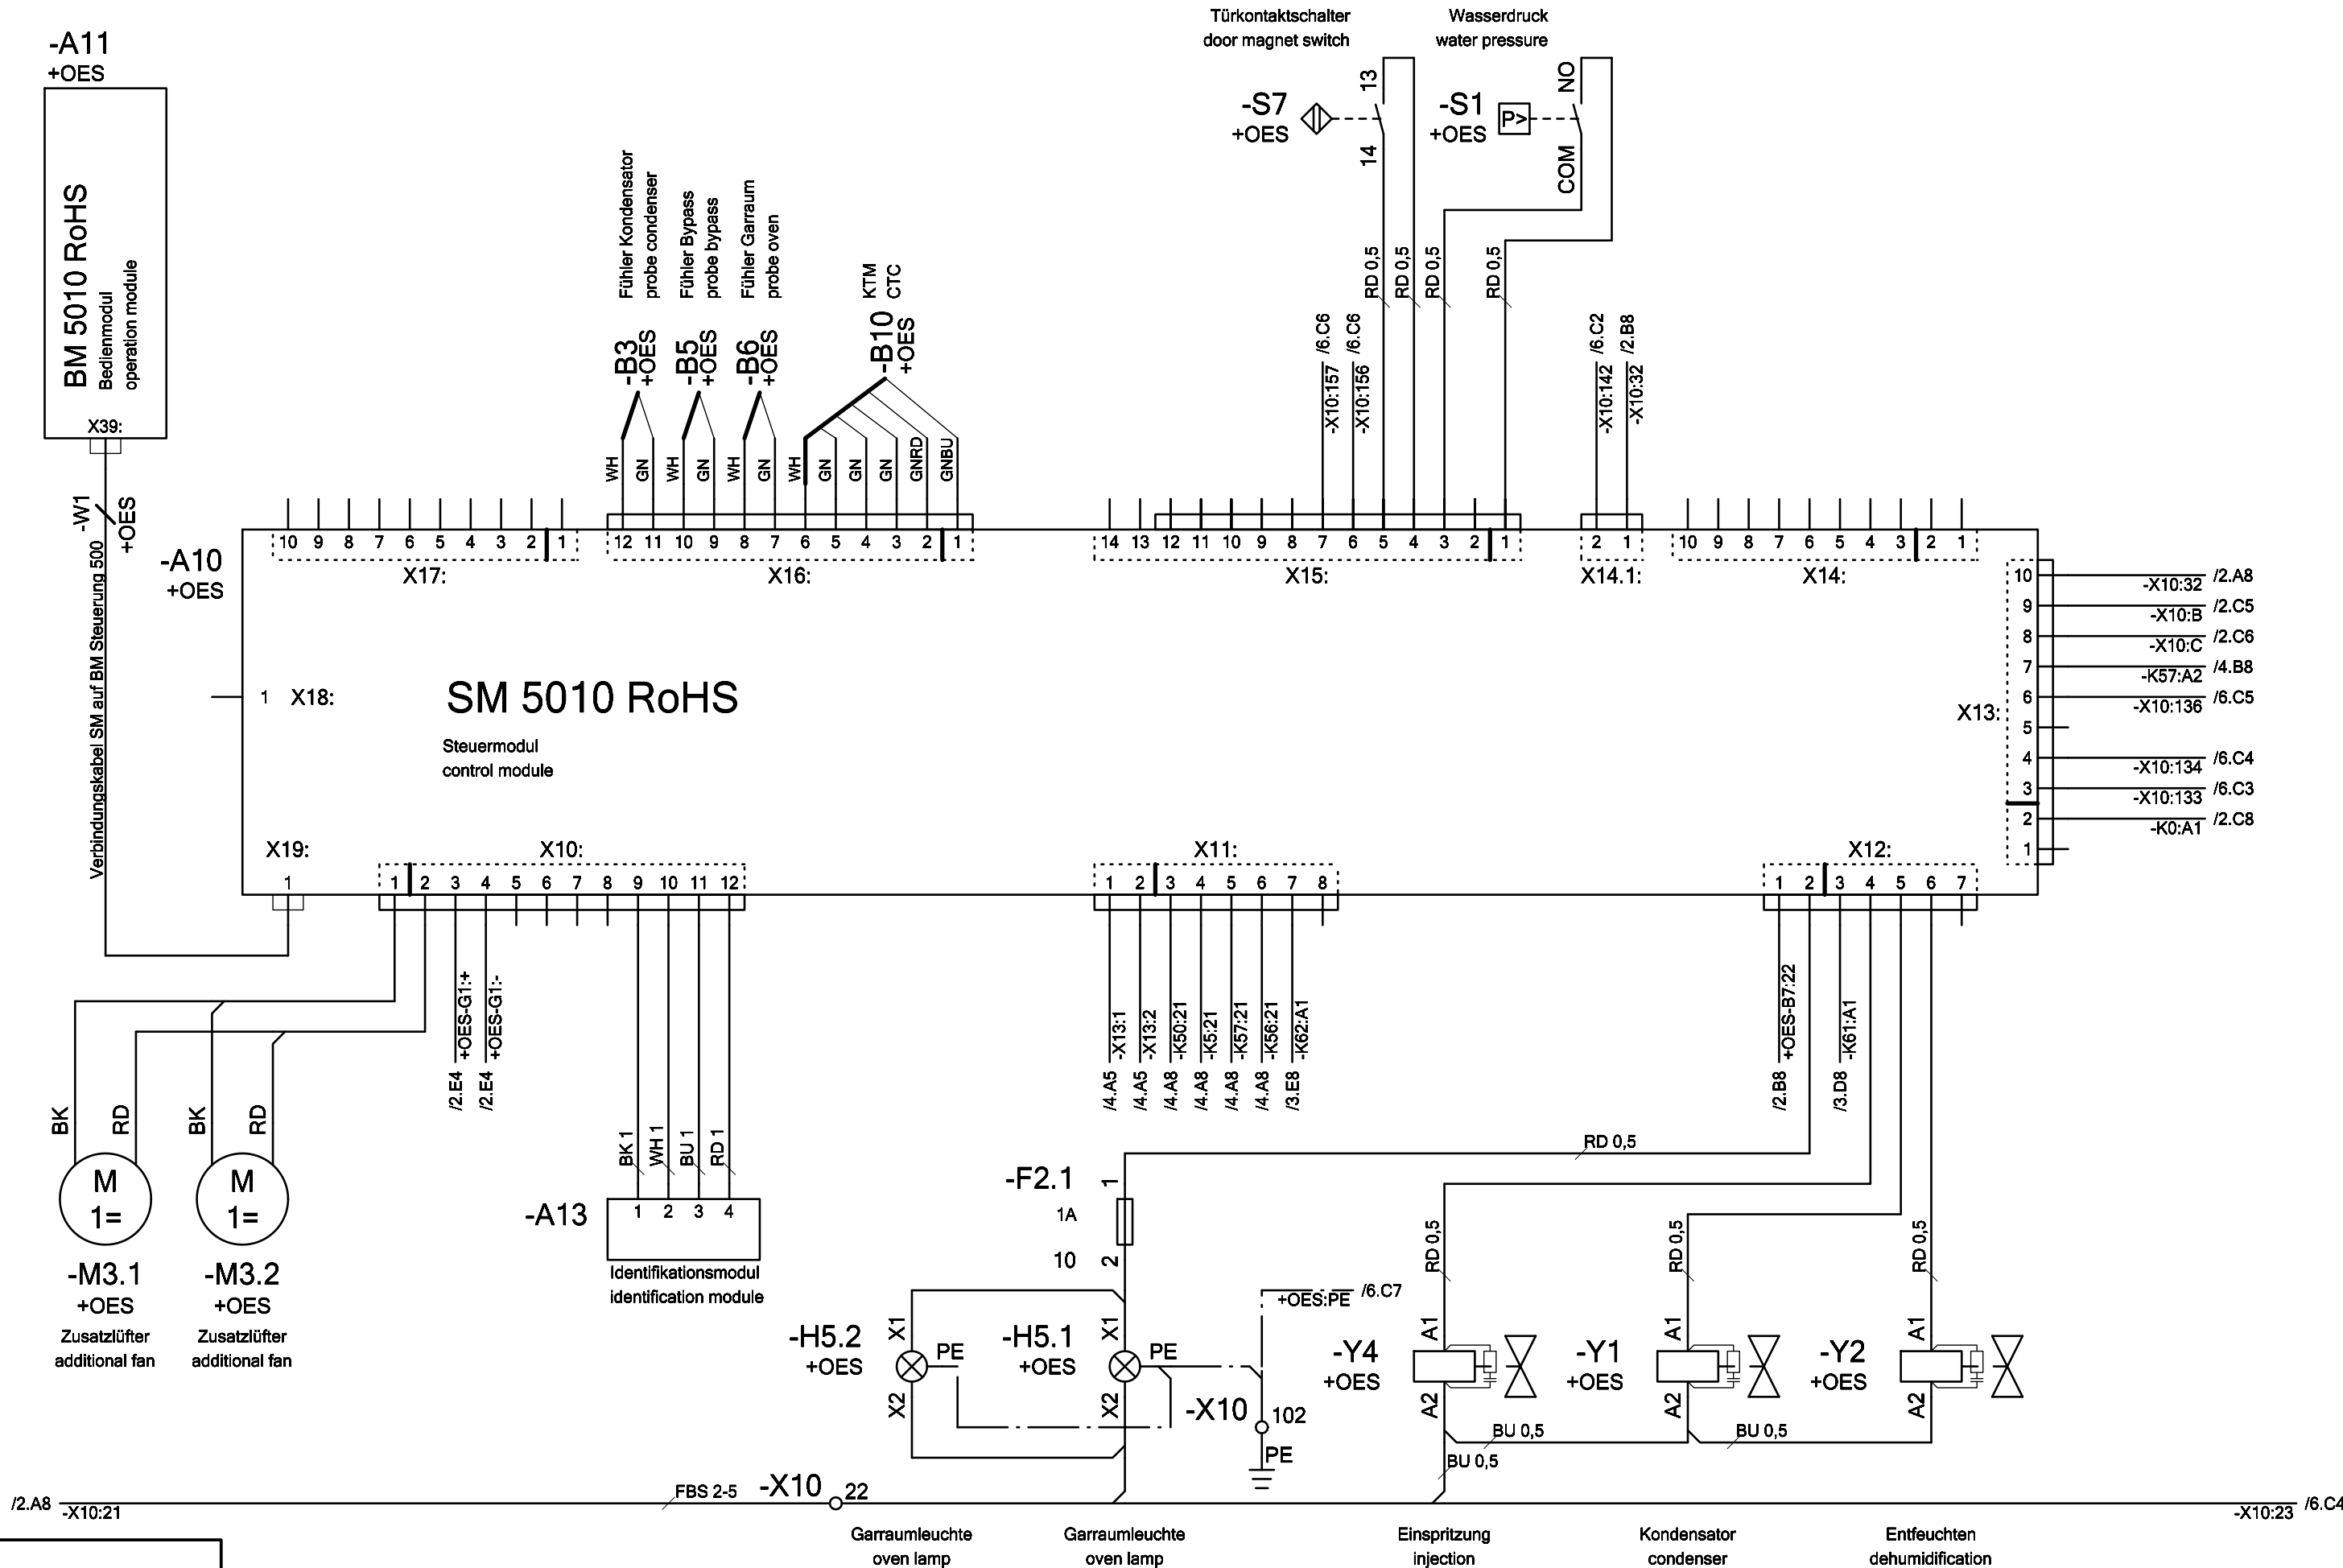 -A11
+OES
BM 5010 RoHS
Bedienmodul
operation module
X39:
-W1
+OES
Verbindungskabel SM auf BM Steuerung 500
Türkontaktschalter
door magnet switch
-S7
+OES
13
14
Wasserdruck
water pressure
-S1
+OES
P>
NO
COM
Fühler Kondensator
probe condenser
-B3
+OES
Fühler Bypass
probe bypass
-B5
+OES
Fühler Garraum
probe oven
-B6
+OES
KTM
CTC
-B10
+OES
WH
GN
WH
GN
WH
GN
WH
GN
GN
GN
GNRD
GNBU
/6.C6
-X10:157
/6.C6
-X10:156
RD 0,5
RD 0,5
RD 0,5
RD 0,5
/6.C2
-X10:142
/2.B8
-X10:32
-A10
+OES
10 9 8 7 6 5 4 3 2 1
X17:
12 11 10 9 8 7 6 5 4 3 2 1
X16:
14 13 12 11 10 9 8 7 6 5 4 3 2 1
X15:
2 1
X14.1:
10 9 8 7 6 5 4 3 2 1
X14:
1 X18:
SM 5010 RoHS
Steuermodul
control module
X13:
10 -X10:32 /2.A8
9 -X10:B /2.C5
8 -X10:C /2.C6
7 -K57:A2 /4.B8
6 -X10:136 /6.C5
5
4 -X10:134 /6.C4
3 -X10:133 /6.C3
2 -K0:A1 /2.C8
1
X19:
1
X10:
1 2 3 4 5 6 7 8 9 10 11 12
X11:
1 2 3 4 5 6 7 8
X12:
1 2 3 4 5 6 7
/2.E4 +OES-G1:+
/2.E4 +OES-G1:-
/4.A5 -X13:1
/4.A5 -X13:2
/4.A8 -K50:21
/4.A8 -K5:21
/4.A8 -K57:21
/4.A8 -K56:21
/3.E8 -K62:A1
/2.B8 +OES-B7:22
/3.D8 -K61:A1
BK
RD
BK
RD
M
1=
M
1=
-M3.1
+OES
Zusatzlüfter
additional fan
-M3.2
+OES
Zusatzlüfter
additional fan
BK 1
WH 1
BU 1
RD 1
-A13
1 2 3 4
Identifikationsmodul
identification module
RD 0,5
-F2.1
1A
10
1
2
-H5.2
+OES
X1
X2
PE
-H5.1
+OES
X1
X2
PE
+OES:PE /6.C7
-X10
102
PE
RD 0,5
RD 0,5
RD 0,5
-Y4
+OES
A1
A2
-Y1
+OES
A1
A2
-Y2
+OES
A1
A2
BU 0,5
BU 0,5
BU 0,5
/2.A8 -X10:21
FBS 2-5
-X10
22
-X10:23 /6.C4
Garraumleuchte
oven lamp
Garraumleuchte
oven lamp
Einspritzung
injection
Kondensator
condenser
Entfeuchten
dehumidification